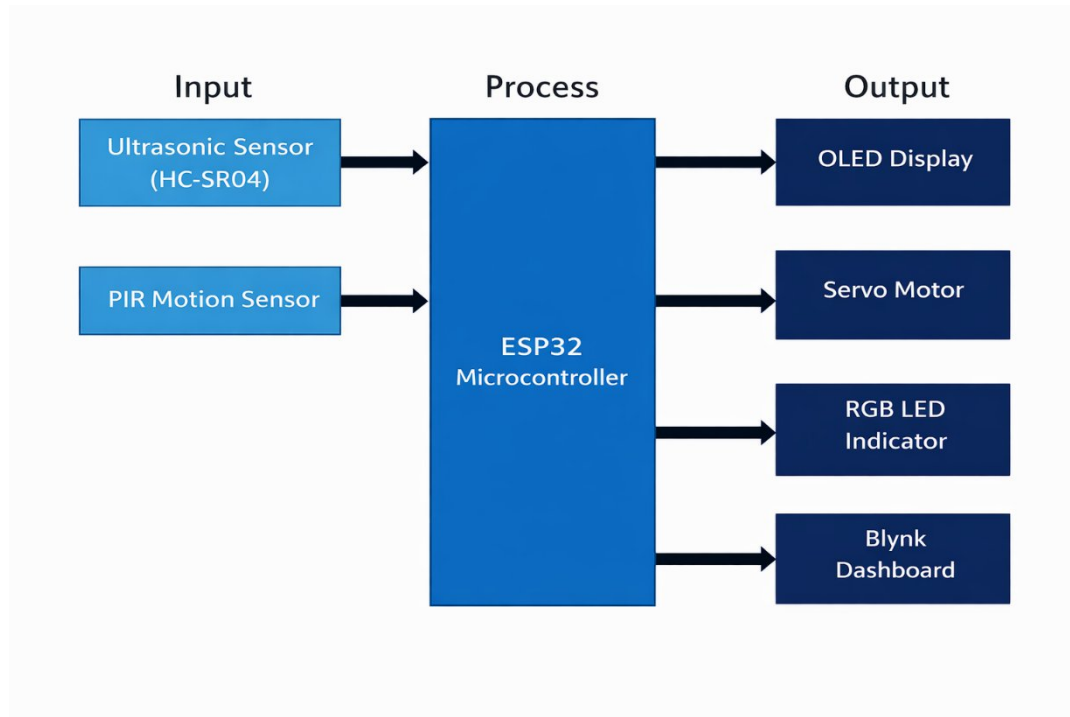 Input
Process
Output
Ultrasonic Sensor
(HC-SR04)
PIR Motion Sensor
ESP32
Microcontroller
OLED Display
Servo Motor
RGB LED
Indicator
Blynk
Dashboard